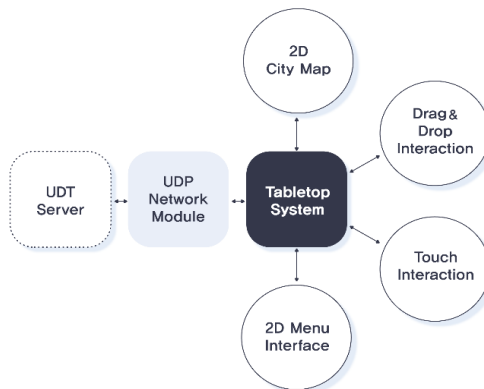 2D
City Map
Drag &
Drop
Interaction
UDT
Server
UDP
Network
Module
Tabletop
System
Touch
Interaction
2D Menu
Interface